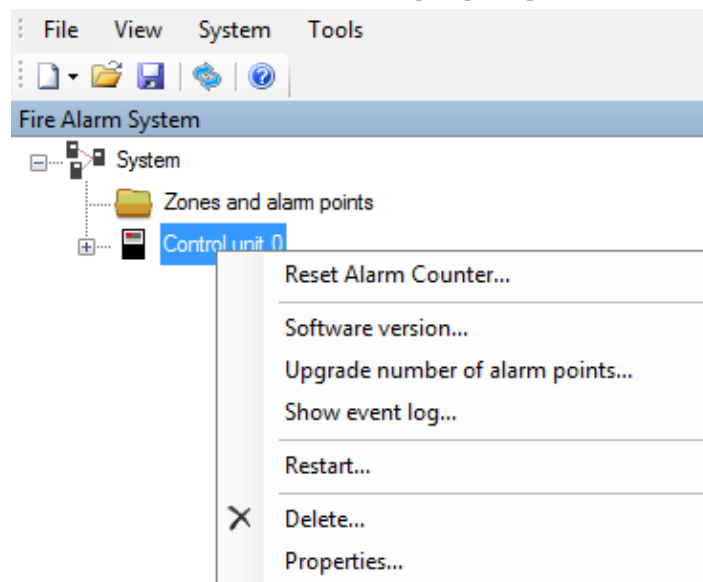 File View System Tools
Fire Alarm System
System
Zones and alarm points
Control unit 0
Reset Alarm Counter...
Software version...
Upgrade number of alarm points...
Show event log...
Restart...
Delete...
Properties...